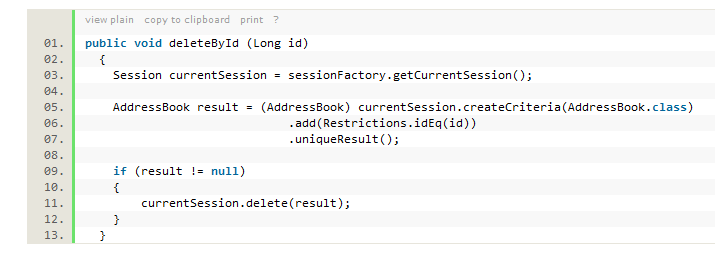 view plain copy to clipboard print ?
01. public void deleteById (Long id)
02. {
03. Session currentSession = sessionFactory.getCurrentSession();
04.
05. AddressBook result = (AddressBook) currentSession.createCriteria(AddressBook.class)
06. .add(Restrictions.idEq(id))
07. .uniqueResult();
08.
09. if (result != null)
10. {
11. currentSession.delete(result);
12. }
13. }